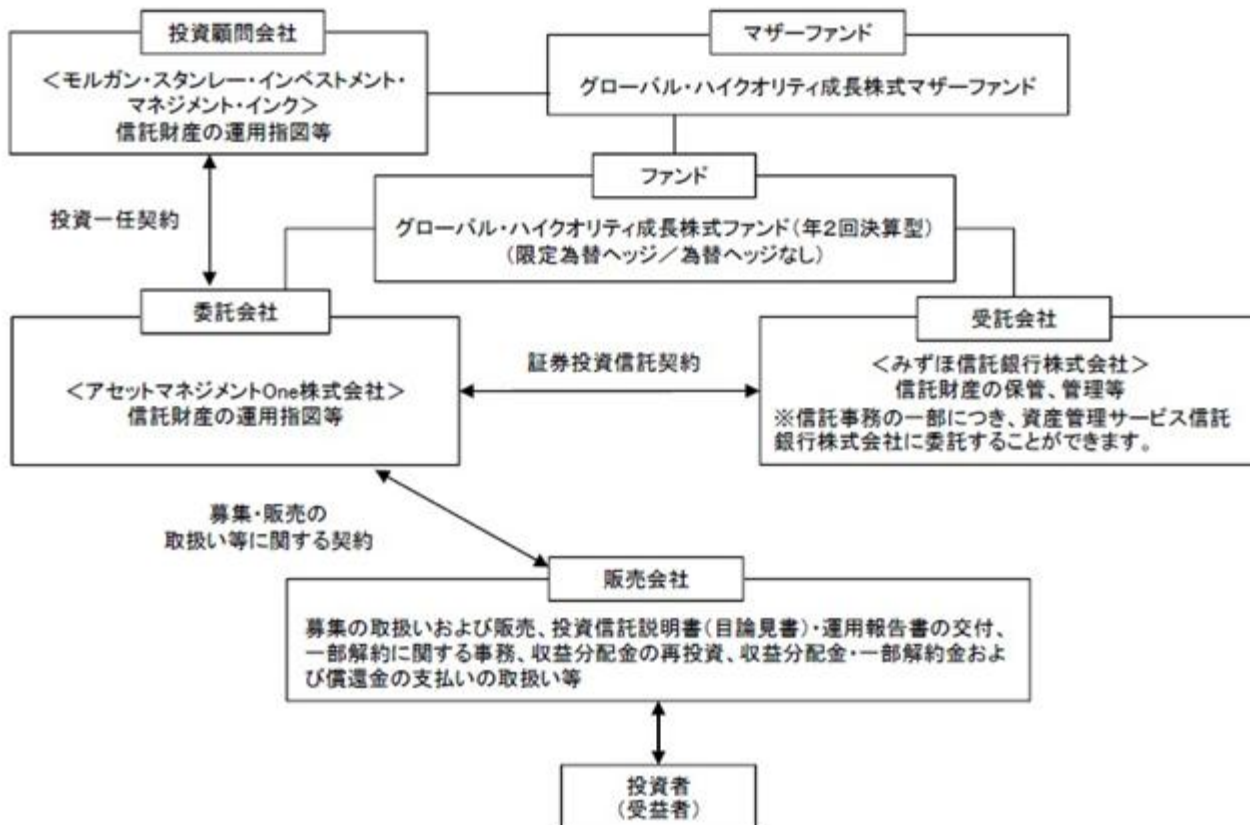 投資顧問会社
<モルガン・スタンレー・インベストメント・
マネジメント・インク>
信託財産の運用指図等
マザーファンド
グローバル・ハイクオリティ成長株式マザーファンド
ファンド
グローバル・ハイクオリティ成長株式ファンド(年2回決算型)
(限定為替ヘッジ/為替ヘッジなし)
投資一任契約
委託会社
<アセットマネジメントOne株式会社>
信託財産の運用指図等
証券投資信託契約
受託会社
<みずほ信託銀行株式会社>
信託財産の保管、管理等
※信託事務の一部につき、資産管理サービス信託
銀行株式会社に委託することができます。
募集・販売の
取扱い等に関する契約
販売会社
募集の取扱いおよび販売、投資信託説明書(目論見書)・運用報告書の交付、
一部解約に関する事務、収益分配金の再投資、収益分配金・一部解約金およ
び償還金の支払いの取扱い等
投資者
(受益者)